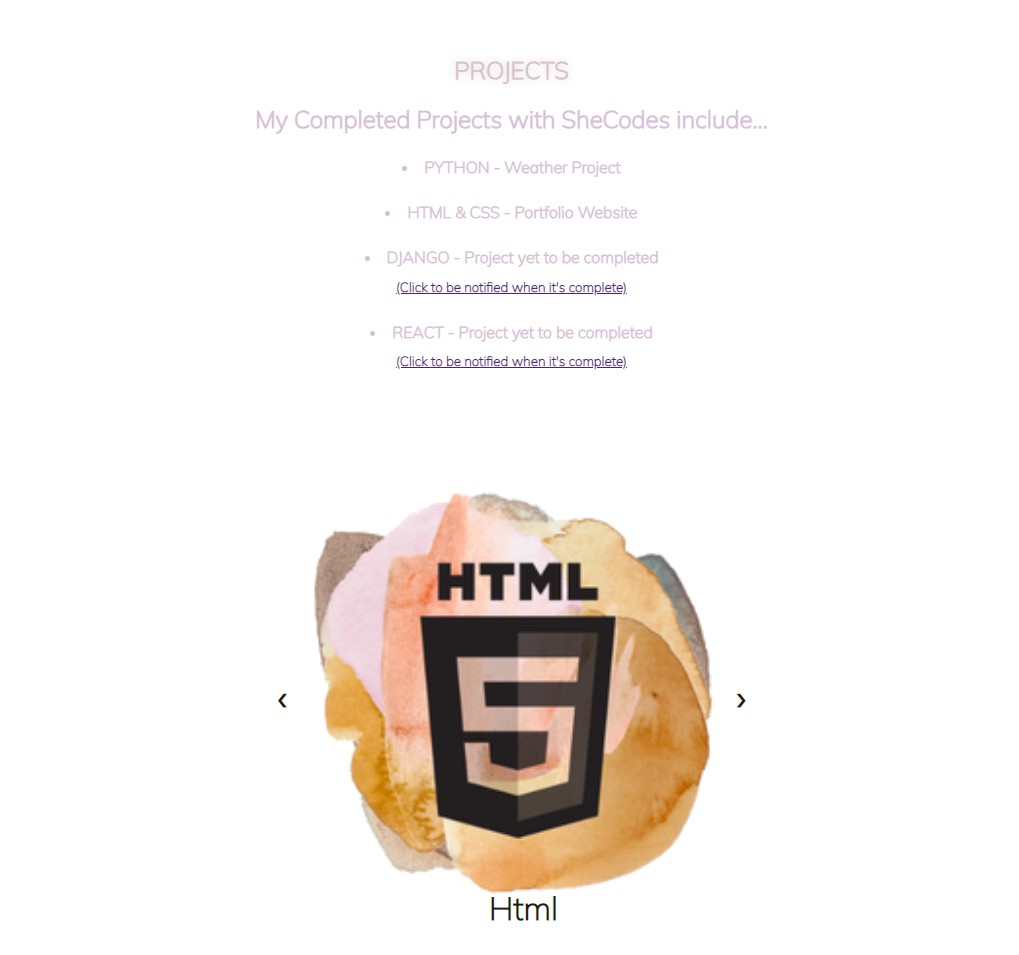 PROJECTS
My Completed Projects with SheCodes include...
• PYTHON - Weather Project
• HTML & CSS - Portfolio Website
• DJANGO - Project yet to be completed
(Click to be notified when it's complete)
• REACT - Project yet to be completed
(Click to be notified when it's complete)
HTML
5
‹ ›
Html